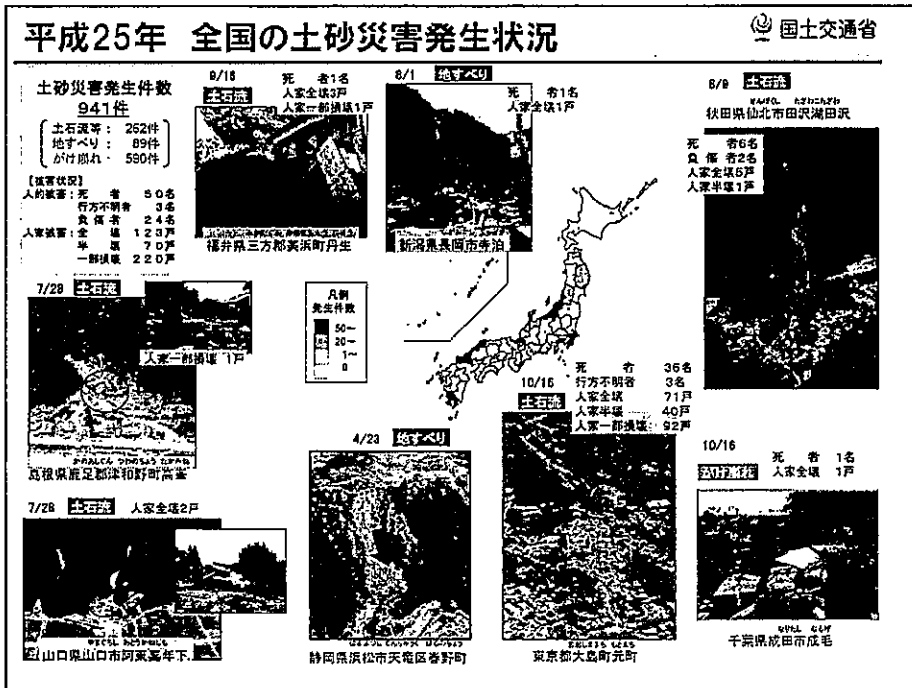 平成25年 全国の土砂災害発生状況
国土交通省
土砂災害発生件数
941件
土石流等: 262件
地すべり: 89件
がけ崩れ: 590件
【被害状況】
人的被害:死 者 50名
行方不明者 3名
負傷者 24名
人家被害:全 壊 123戸
半 壊 70戸
一部損壊 220戸
9/16
土石流
死 者1名
人家全壊3戸
人家一部損壊1戸
福井県三方郡美浜町丹生
8/1 地すべり
死 者1名
人家全壊1戸
新潟県長岡市寺泊
8/9 土石流
秋田県仙北市田沢湖田沢
死 者6名
負傷者2名
人家全壊5戸
人家半壊1戸
7/28 土石流
人家一部損壊 1戸
島根県鹿足郡津和野町高峯
凡例
発生件数
50~
20~
1~
0
7/28 土石流 人家全壊2戸
山口県山口市阿東嘉年下
4/23 地すべり
静岡県浜松市天竜区春野町
10/16
土石流
死 者 36名
行方不明者 3名
人家全壊 71戸
人家半壊 40戸
人家一部損壊: 92戸
東京都大島町元町
10/16
がけ崩れ
死 者 1名
人家全壊 1戸
なりたし なるげ
千葉県成田市成毛